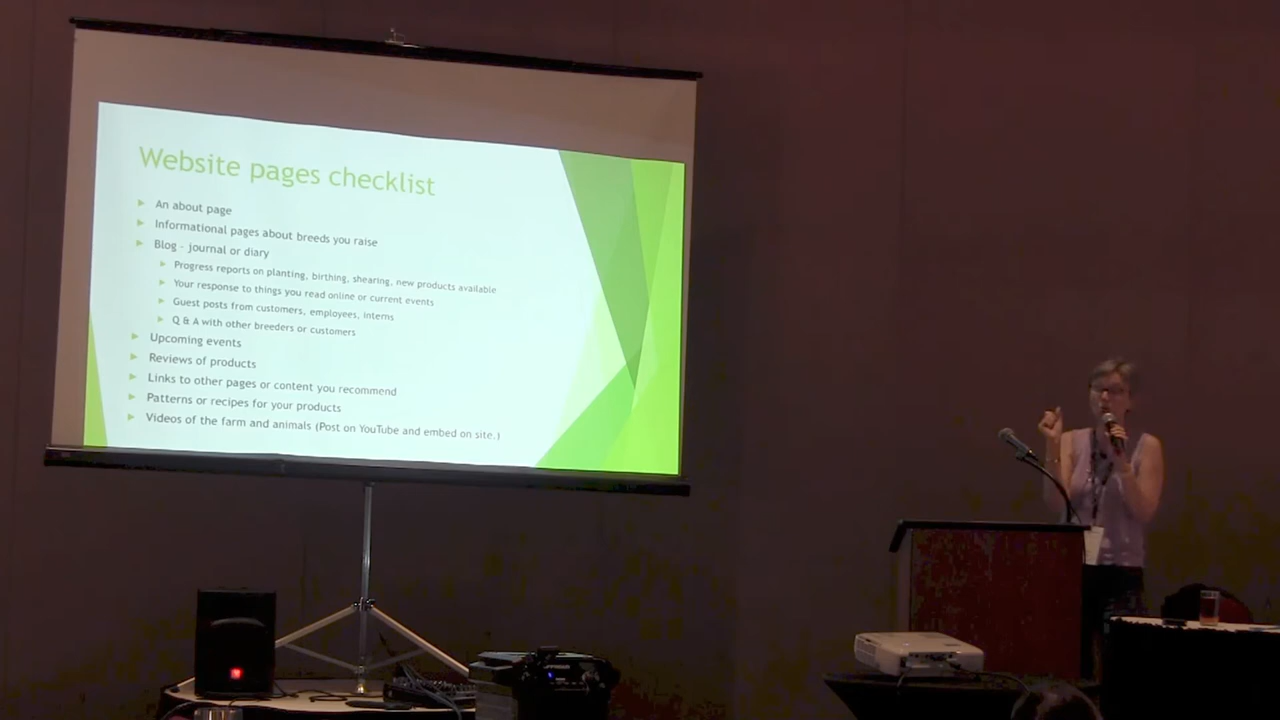 Website pages checklist
An about page
Informational pages about breeds you raise
Blog - journal or diary
Progress reports on planting, birthing, shearing, new products available
Your response to things you read online or current events
Guest posts from customers, employees, interns
Q & A with other breeders or customers
Upcoming events
Reviews of products
Links to other pages or content you recommend
Patterns or recipes for your products
Videos of the farm and animals (Post on YouTube and embed on site.)